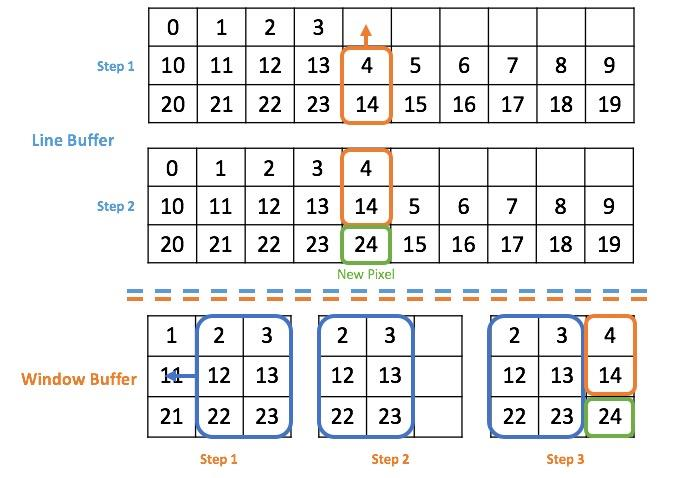 0 1 2 3
Step 1 10 11 12 13 4 5 6 7 8 9
20 21 22 23 14 15 16 17 18 19
Line Buffer
0 1 2 3 4
Step 2 10 11 12 13 14 5 6 7 8 9
20 21 22 23 24 15 16 17 18 19
New Pixel
1 2 3 2 3 2 3 4
Window Buffer 11 12 13 12 13 12 13 14
21 22 23 22 23 22 23 24
Step 1 Step 2 Step 3